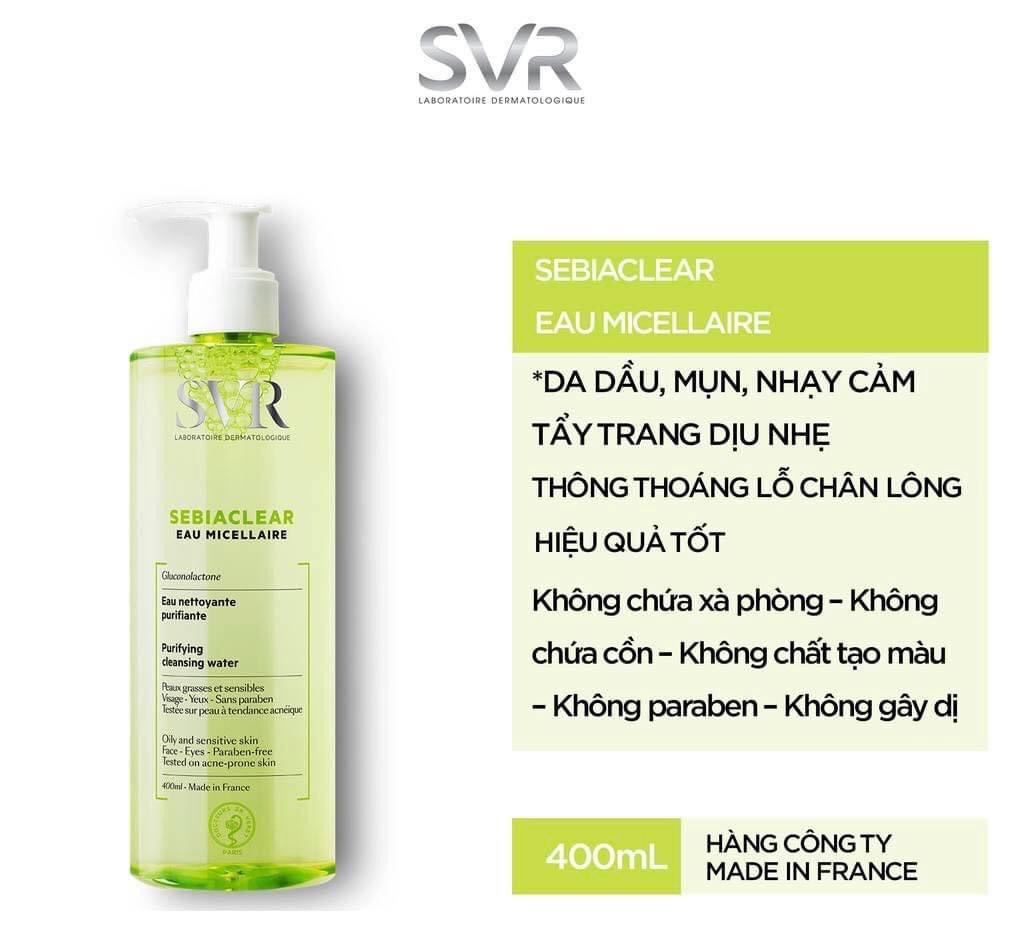 SVR
LABORATOIRE DERMATOLOGIQUE
SVR
LABORATOIRE DERMATOLOGIQUE
SEBIACLEAR
EAU MICELLAIRE
Gluconolactone
Eau nettoyante
purifiante
Purifying
cleansing water
Peaux grasses et sensibles
Visage - Yeux - Sans paraben
Testée sur peau à tendance acnéique
Oily and sensitive skin
Face - Eyes - Paraben-free
Tested on acne-prone skin
400ml - Made in France
PARIS
SEBIACLEAR
EAU MICELLAIRE
*DA DẦU, MỤN, NHẠY CẢM
TẨY TRANG DỊU NHẸ
THÔNG THOÁNG LỖ CHÂN LÔNG
HIỆU QUẢ TỐT
Không chứa xà phòng – Không
chứa cồn – Không chất tạo màu
– Không paraben – Không gây dị
400mL
HÀNG CÔNG TY
MADE IN FRANCE